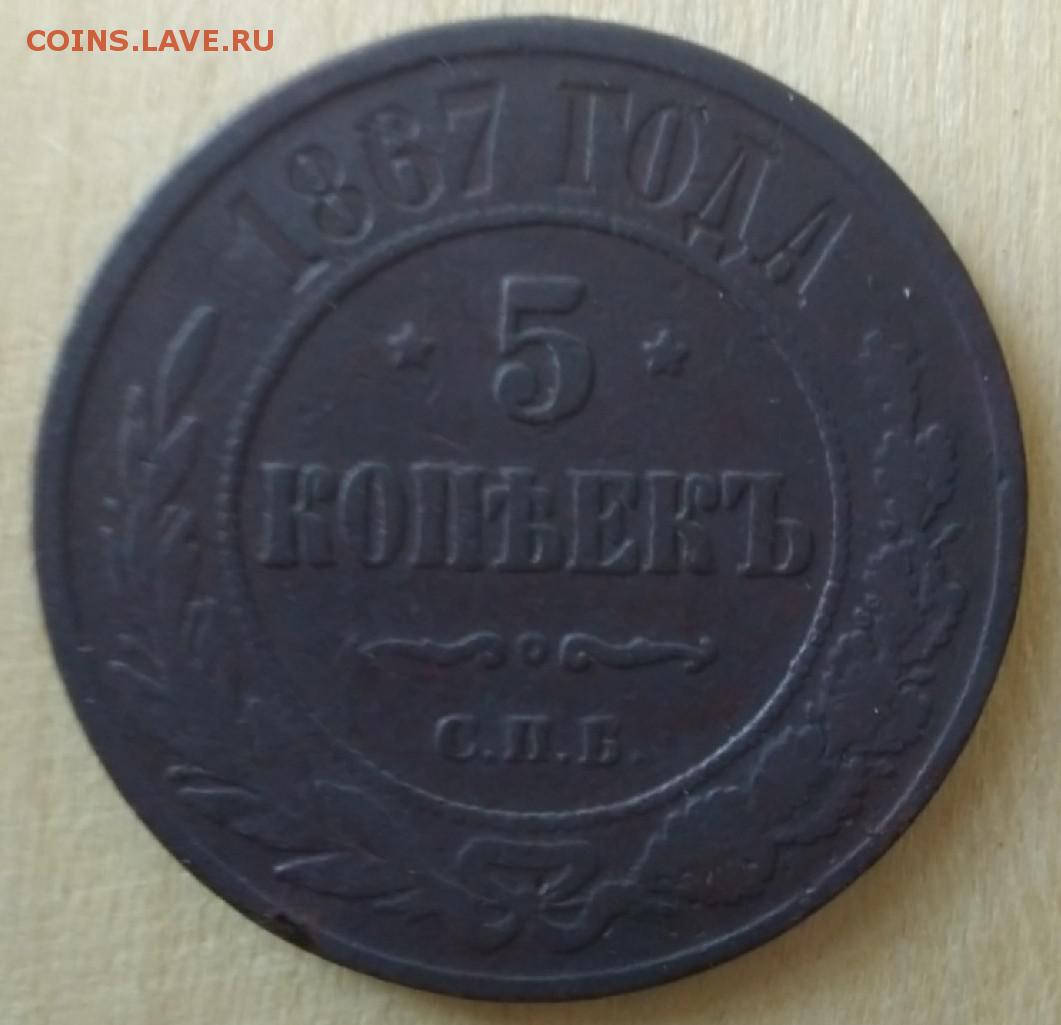 COINS.LAVE.RU
1867 ГОДА
5
КОПѢЕКЪ
С.П.Б.